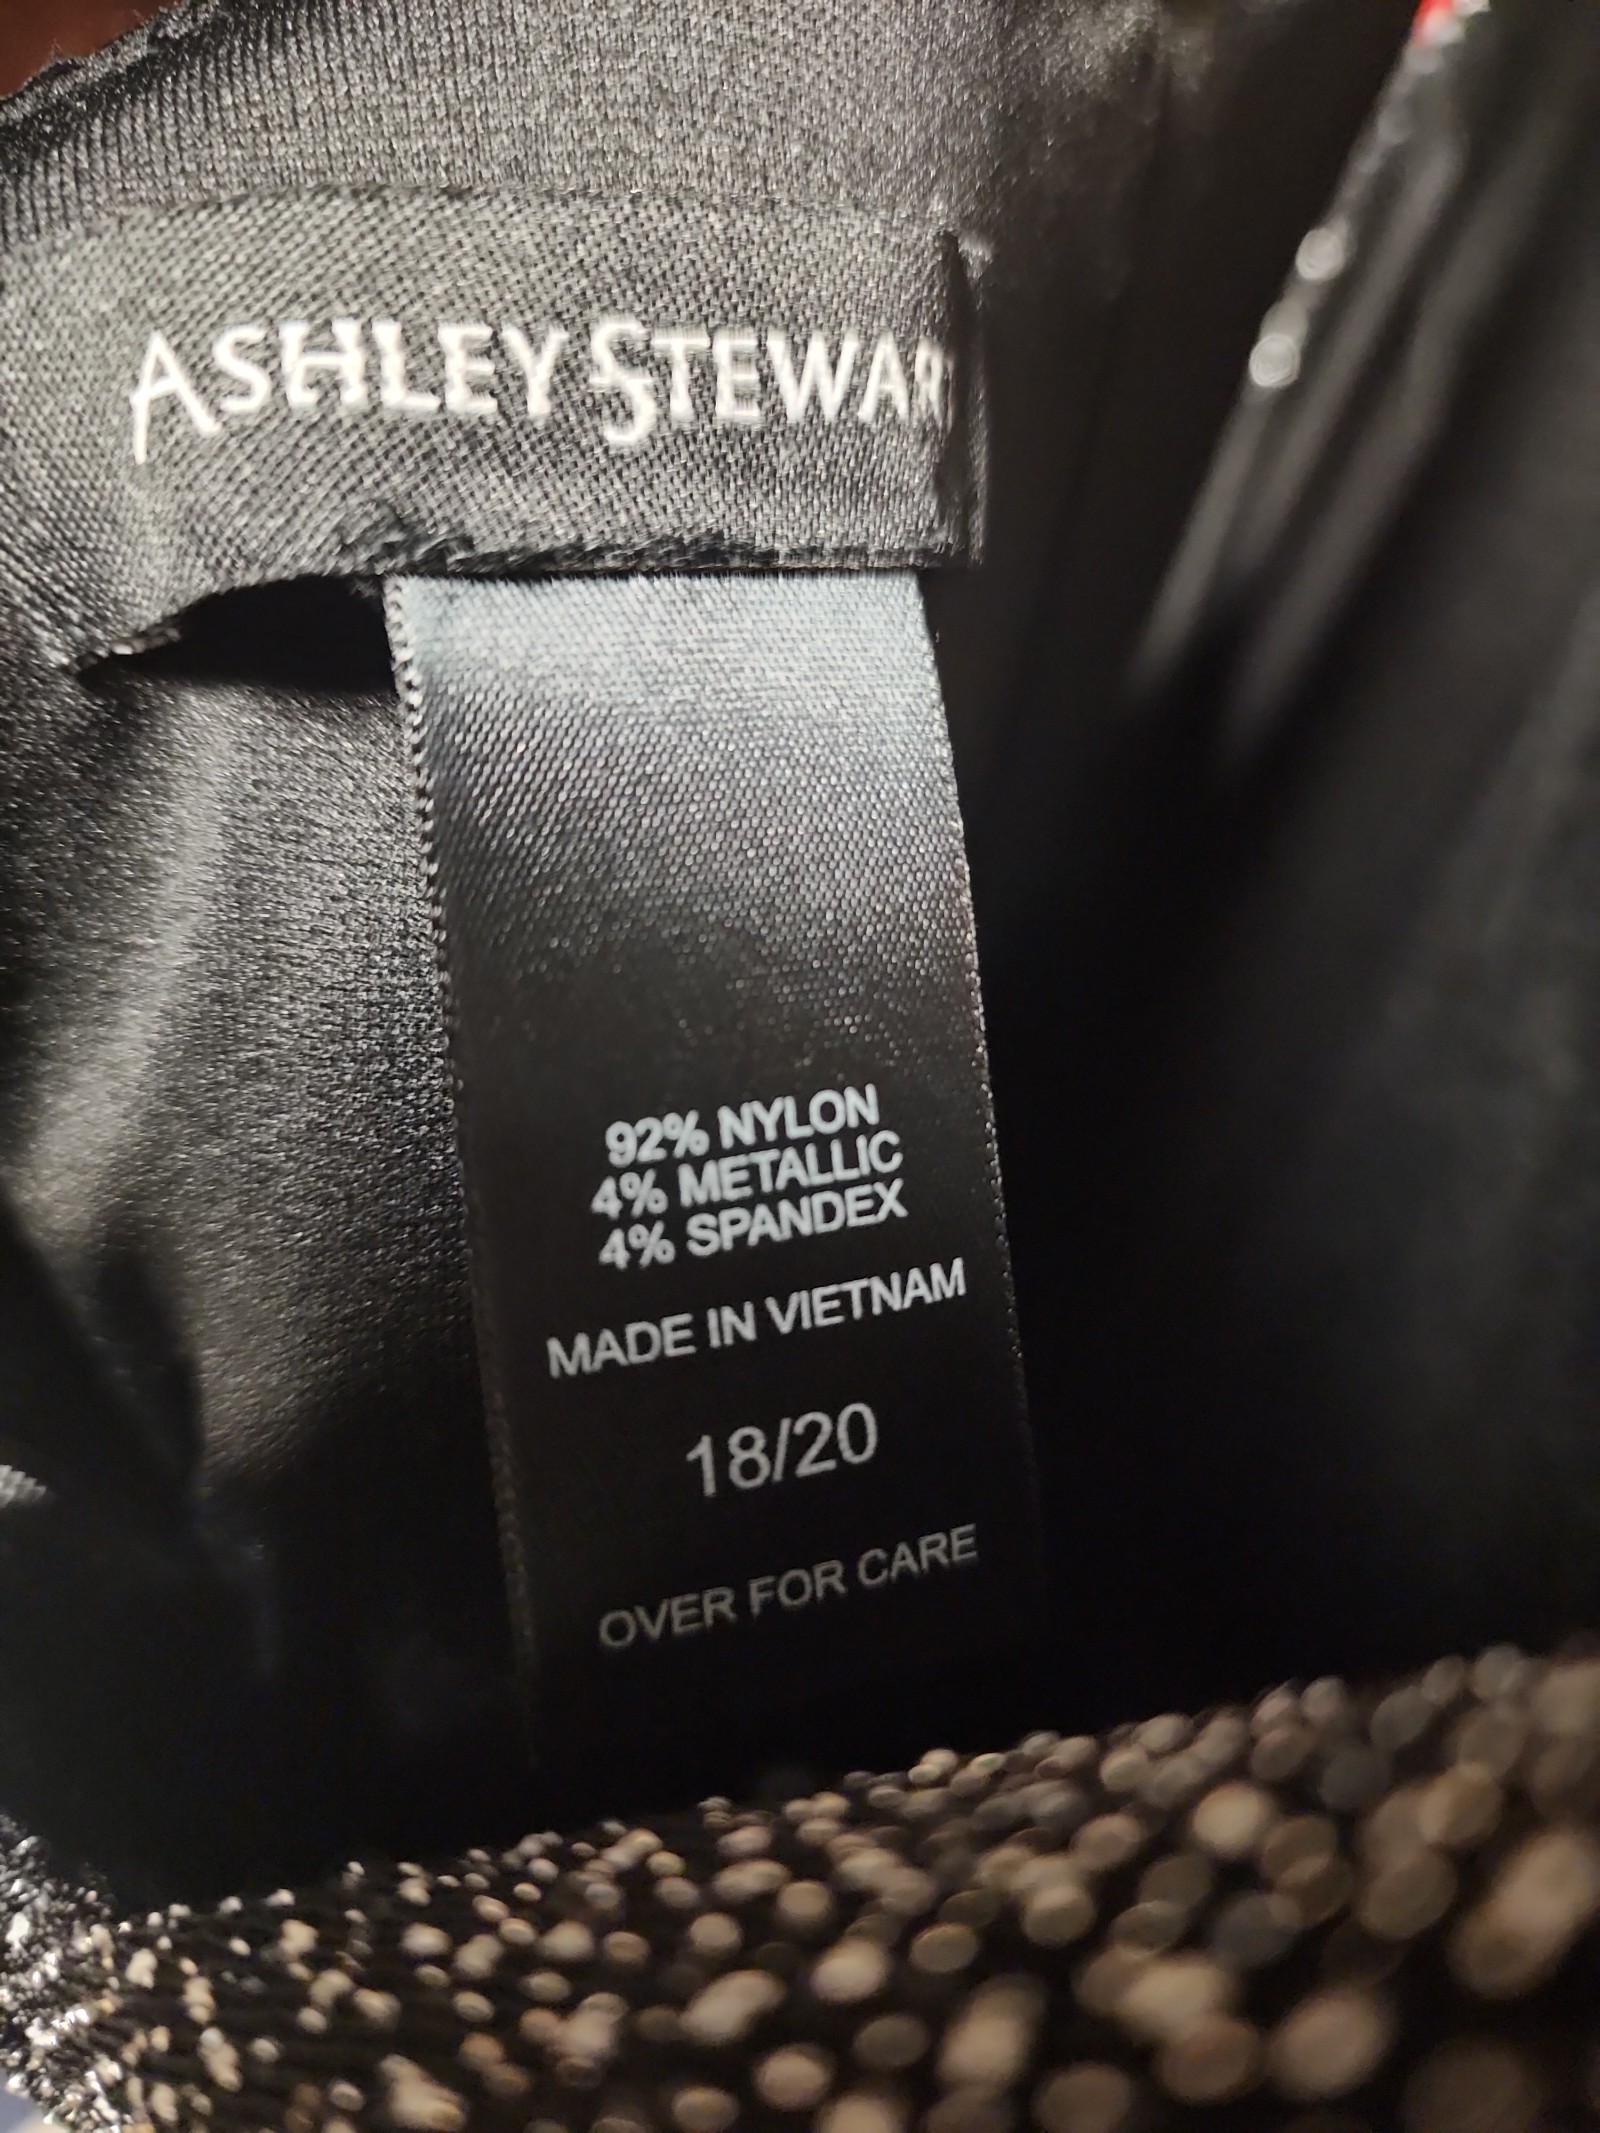 ASHLEY STEWAR
92% NYLON
4% METALLIC
4% SPANDEX
MADE IN VIETNAM
18/20
OVER FOR CARE